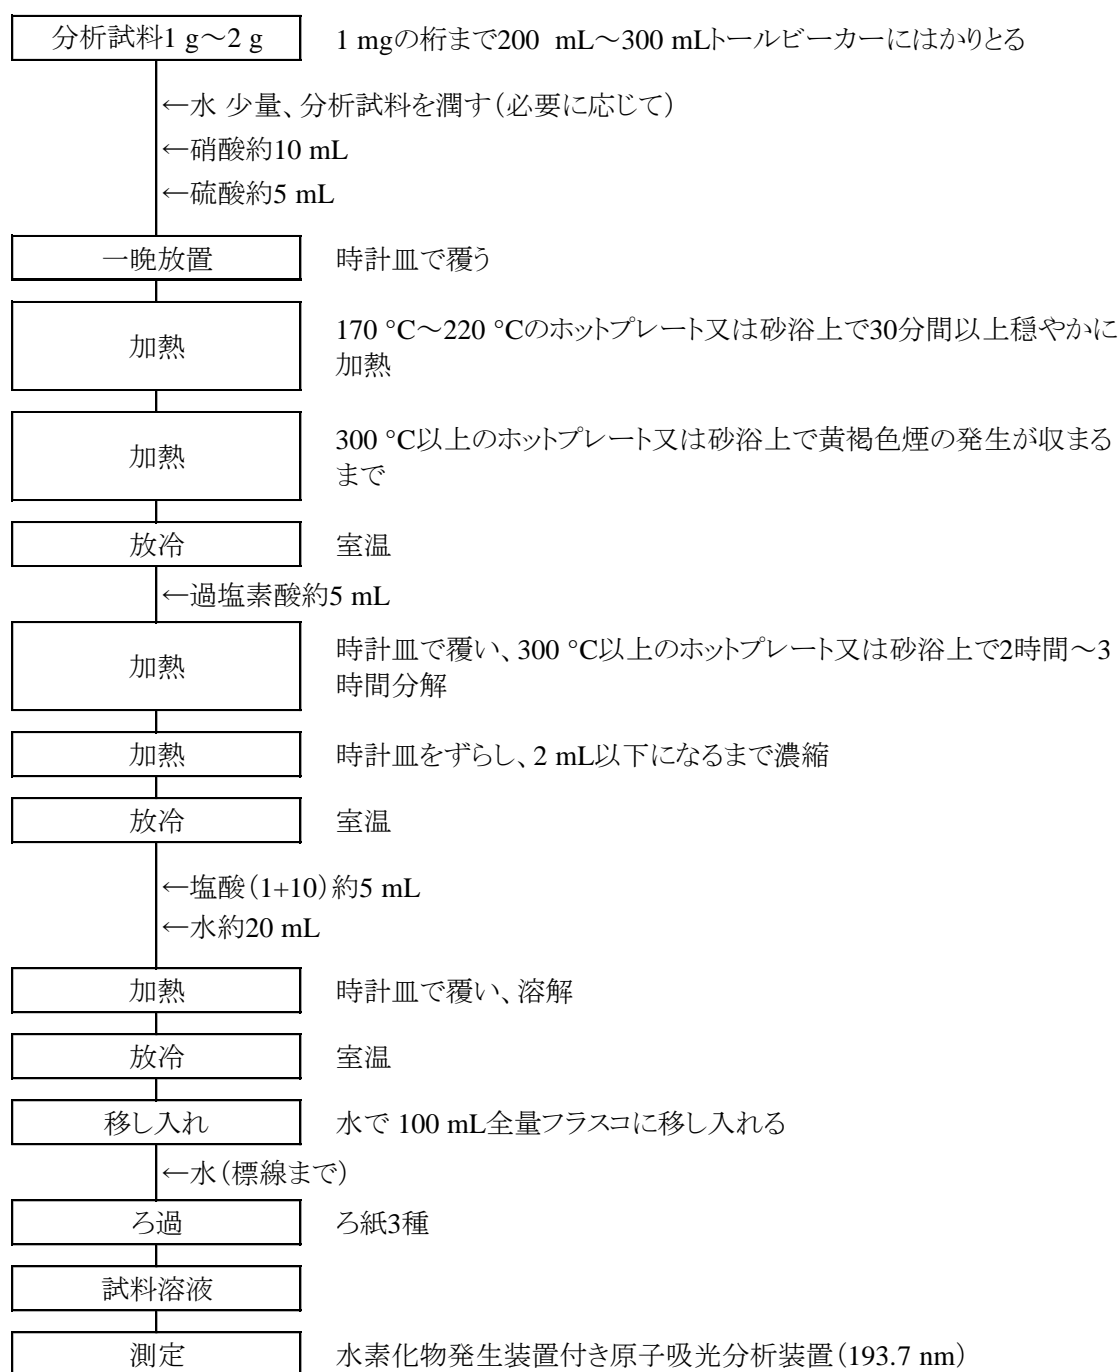 分析試料1 g～2 g 1 mgの桁まで200 mL～300 mLトールビーカーにはかりとる
←水 少量、分析試料を潤す（必要に応じて）
←硝酸約10 mL
←硫酸約5 mL
一晩放置 時計皿で覆う
加熱 170 °C～220 °Cのホットプレート又は砂浴上で30分間以上穏やかに
加熱
加熱 300 °C以上のホットプレート又は砂浴上で黄褐色煙の発生が収まる
まで
放冷 室温
←過塩素酸約5 mL
加熱 時計皿で覆い、300 °C以上のホットプレート又は砂浴上で2時間～3
時間分解
加熱 時計皿をずらし、2 mL以下になるまで濃縮
放冷 室温
←塩酸（1+10）約5 mL
←水約20 mL
加熱 時計皿で覆い、溶解
放冷 室温
移し入れ 水で 100 mL全量フラスコに移し入れる
←水（標線まで）
ろ過 ろ紙3種
試料溶液
測定 水素化物発生装置付き原子吸光分析装置（193.7 nm）